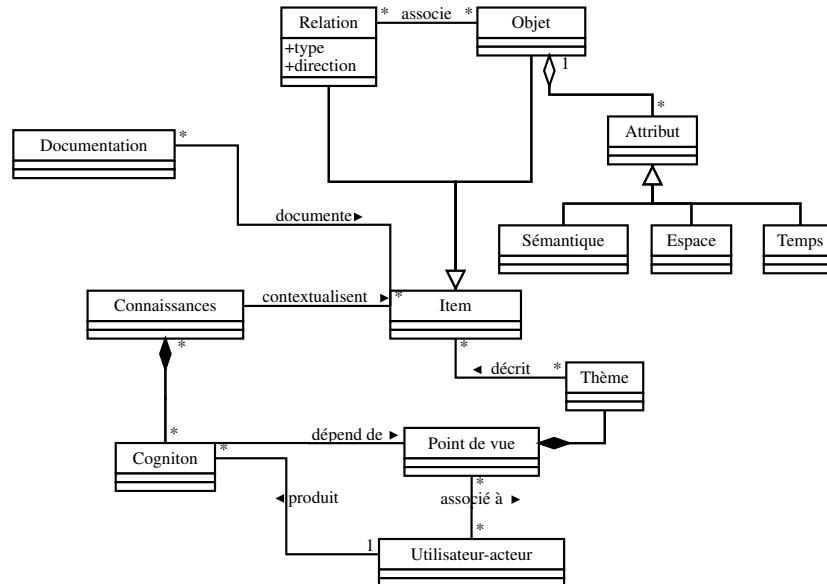 Relation
+type
+direction
* associe *
Objet
1
*
Attribut
Documentation
*
documente ►
Sémantique
Espace
Temps
Connaissances
*
contextualisent ►
*
Item
*
◄ décrit
*
Thème
*
Cogniton
*
dépend de ►
Point de vue
*
◄ produit
associé à ►
*
1
Utilisateur-acteur